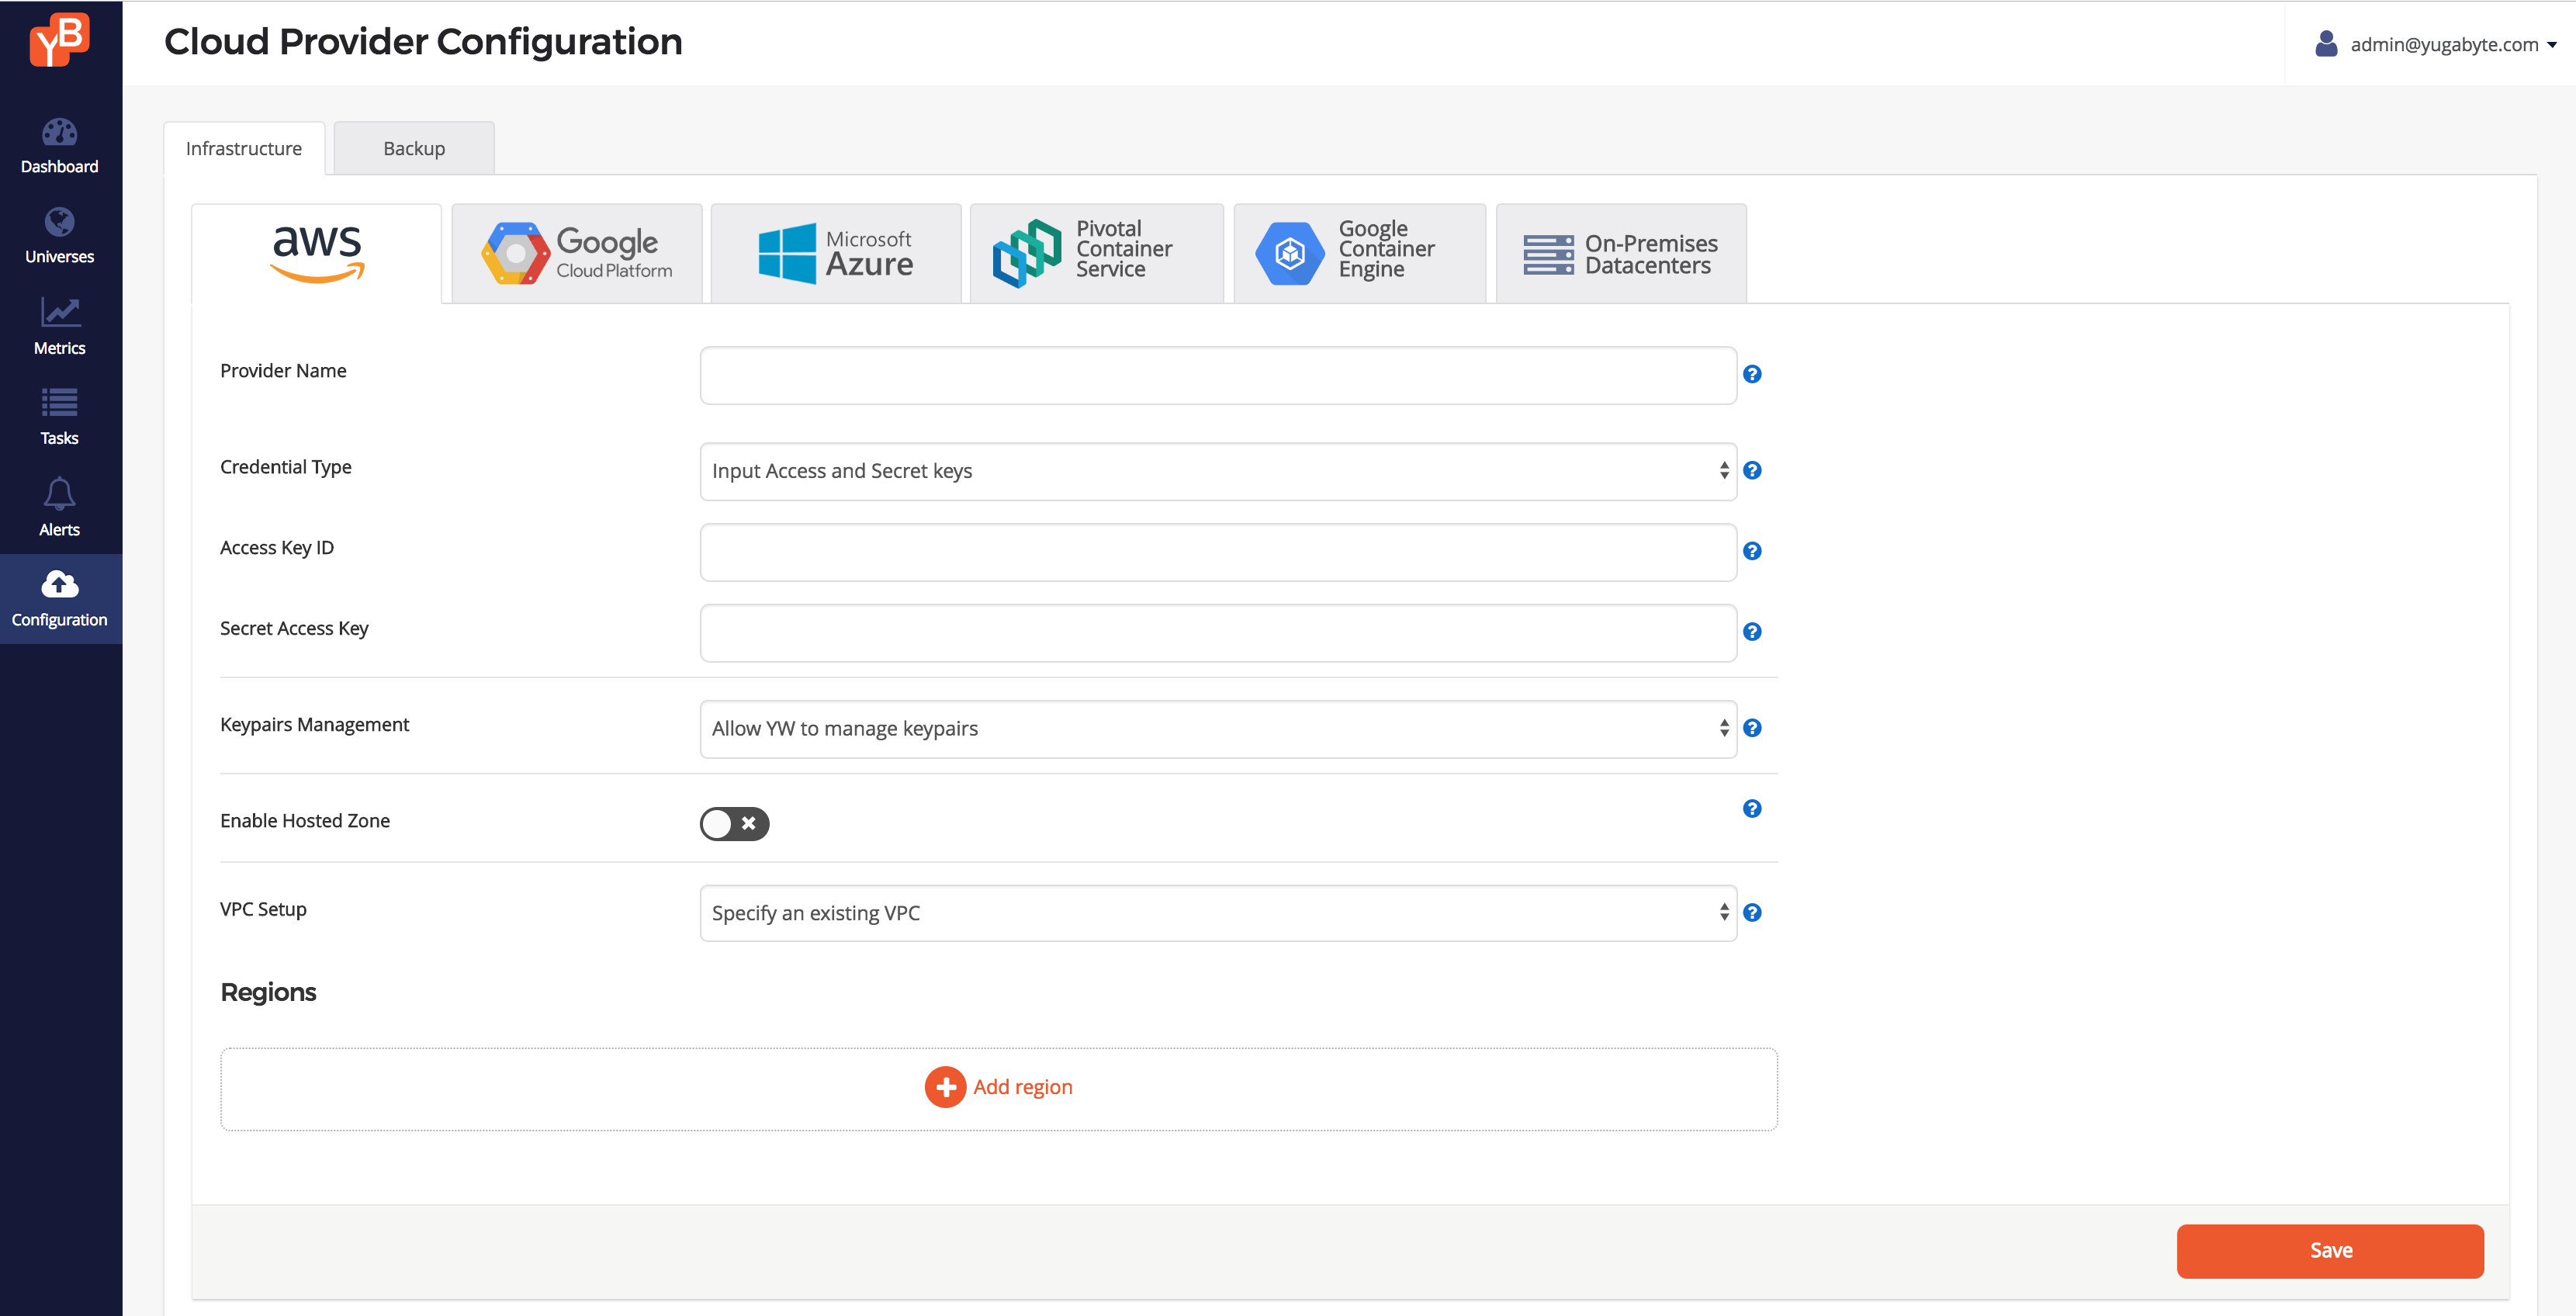 YB
Cloud Provider Configuration
admin@yugabyte.com
Dashboard
Universes
Metrics
Tasks
Alerts
Configuration
Infrastructure
Backup
aws
Google
Cloud Platform
Microsoft
Azure
Pivotal
Container
Service
Google
Container
Engine
On-Premises
Datacenters
Provider Name
?
Credential Type
Input Access and Secret keys
?
Access Key ID
?
Secret Access Key
?
Keypairs Management
Allow YW to manage keypairs
?
Enable Hosted Zone
?
VPC Setup
Specify an existing VPC
?
Regions
Add region
Save